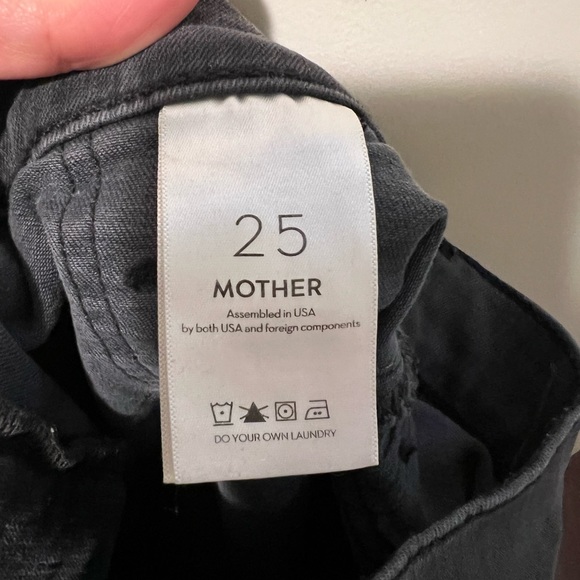 25
MOTHER
Assembled in USA
by both USA and foreign components
DO YOUR OWN LAUNDRY